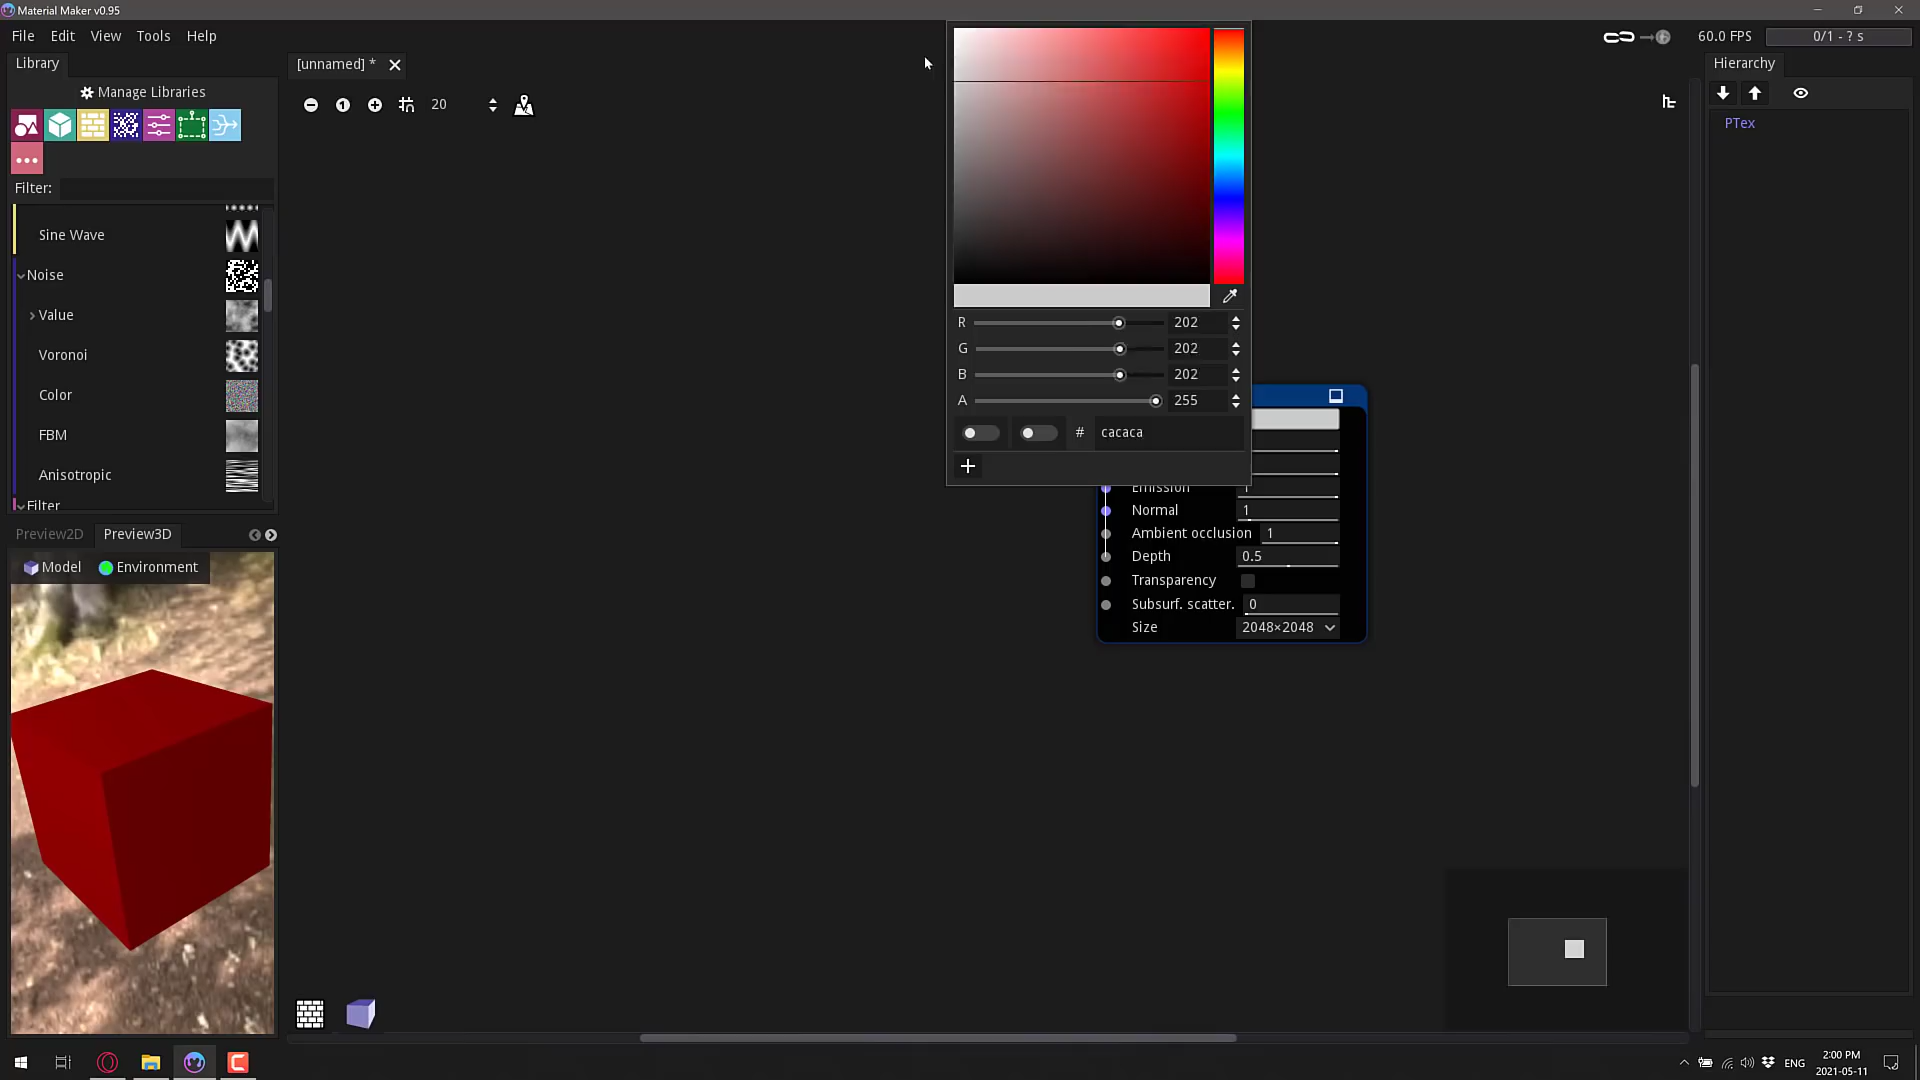 Material Maker v0.95
File Edit View Tools Help
60.0 FPS 0/1 - ? s
Library
[unnamed] *
Hierarchy
Manage Libraries
20
PTex
Filter:
Sine Wave
Noise
Value
Voronoi
Color
FBM
Anisotropic
Filter
R 202
G 202
B 202
A 255
# cacaca
Emission 1
Normal 1
Ambient occlusion 1
Depth 0.5
Transparency
Subsurf. scatter. 0
Size 2048×2048
Preview2D Preview3D
Model Environment
ENG
2:00 PM
2021-05-11